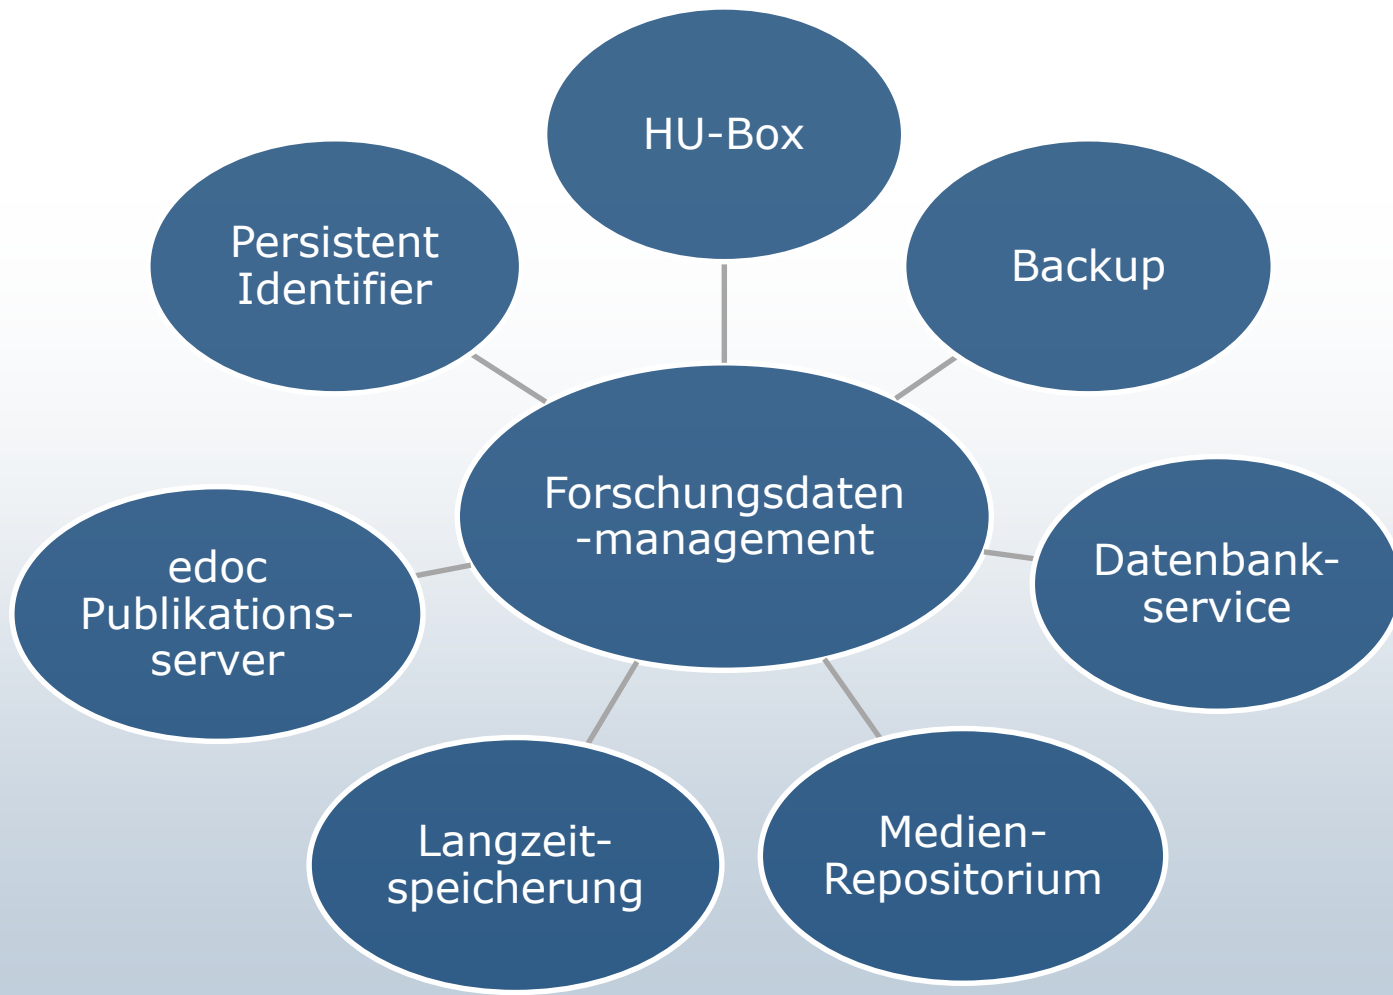 HU-Box
Persistent
Identifier
Backup
Forschungsdaten
-management
Datenbank-
service
edoc
Publikations-
server
Langzeit-
speicherung
Medien-
Repositorium